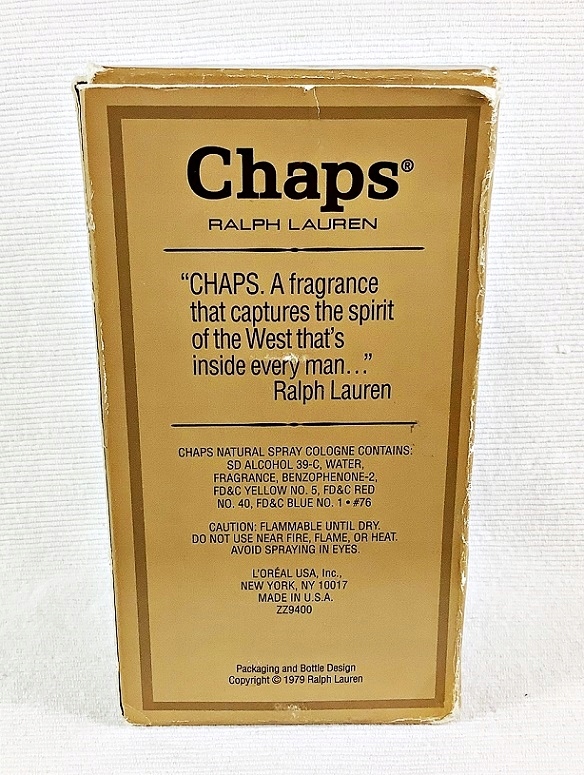 Chaps®
RALPH LAUREN
“CHAPS. A fragrance
that captures the spirit
of the West that's
inside every man...”
Ralph Lauren
CHAPS NATURAL SPRAY COLOGNE CONTAINS:
SD ALCOHOL 39-C, WATER,
FRAGRANCE, BENZOPHENONE-2,
FD&C YELLOW NO. 5, FD&C RED
NO. 40, FD&C BLUE NO. 1 • #76
CAUTION: FLAMMABLE UNTIL DRY.
DO NOT USE NEAR FIRE, FLAME, OR HEAT.
AVOID SPRAYING IN EYES.
L'ORÉAL USA, Inc.,
NEW YORK, NY 10017
MADE IN U.S.A.
ZZ9400
Packaging and Bottle Design
Copyright © 1979 Ralph Lauren